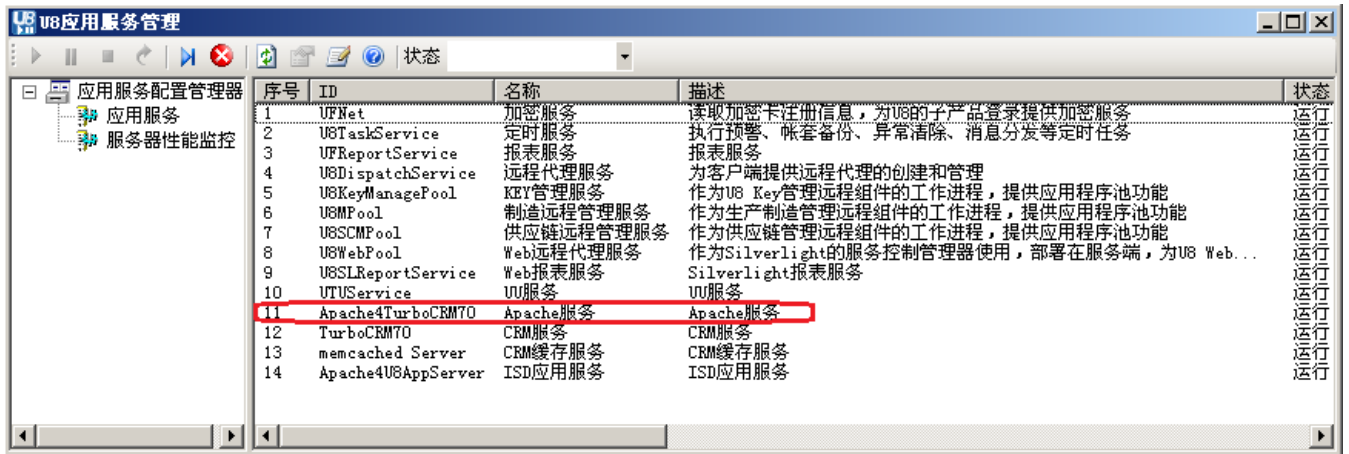 U8应用服务管理
状态
应用服务配置管理器
应用服务
服务器性能监控
序号 ID 名称 描述 状态
1 UFNet 加密服务 读取加密卡注册信息，为U8的子产品登录提供加密服务 运行
2 U8TaskService 定时服务 执行预警、帐套备份、异常清除、消息分发等定时任务 运行
3 UFReportService 报表服务 报表服务 运行
4 U8DispatchService 远程代理服务 为客户端提供远程代理的创建和管理 运行
5 U8KeyManagePool KEY管理服务 作为U8 Key管理远程组件的工作进程，提供应用程序池功能 运行
6 U8MPool 制造远程管理服务 作为生产制造管理远程组件的工作进程，提供应用程序池功能 运行
7 U8SCMPool 供应链远程管理服务 作为供应链管理远程组件的工作进程，提供应用程序池功能 运行
8 U8WebPool Web远程代理服务 作为Silverlight的服务控制管理器使用，部署在服务端，为U8 Web... 运行
9 U8SLReportService Web报表服务 Silverlight报表服务 运行
10 UTUService UU服务 UU服务 运行
11 Apache4TurboCRM70 Apache服务 Apache服务 运行
12 TurboCRM70 CRM服务 CRM服务 运行
13 memcached Server CRM缓存服务 CRM缓存服务 运行
14 Apache4U8AppServer ISD应用服务 ISD应用服务 运行